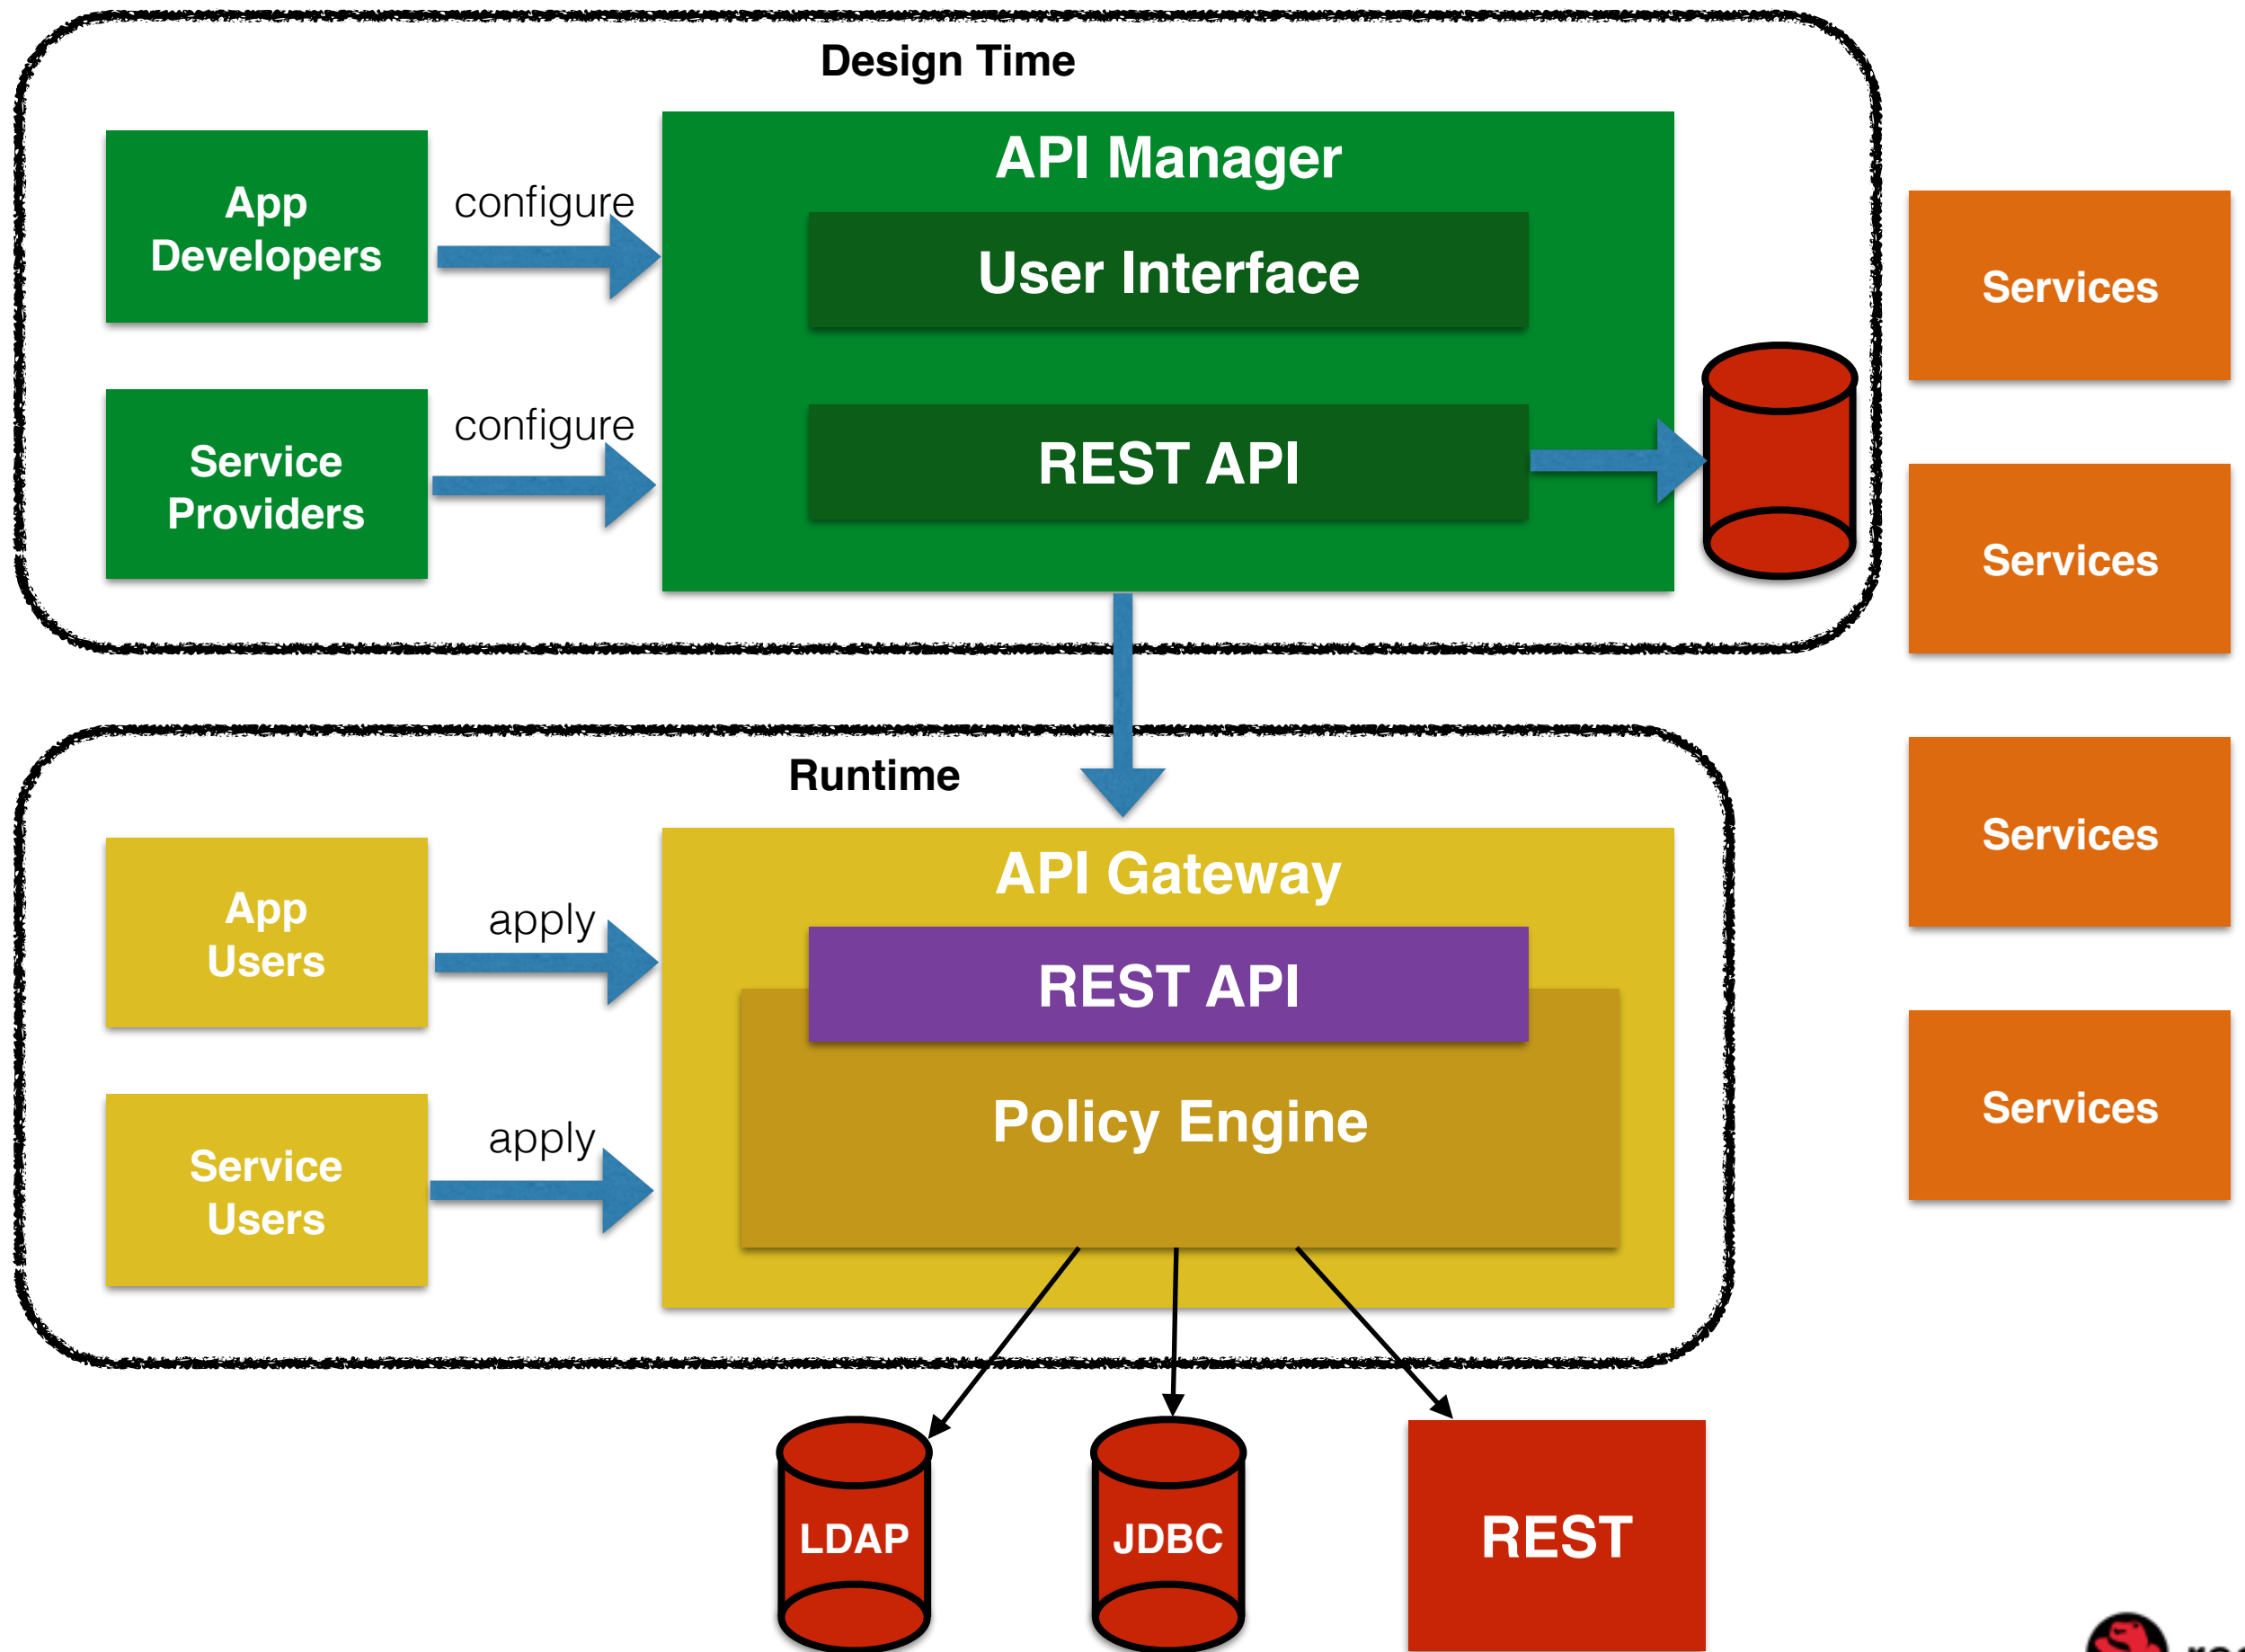 Design Time
App
Developers
configure
Service
Providers
configure
API Manager
User Interface
REST API
Services
Services
Services
Services
Runtime
App
Users
apply
Service
Users
apply
API Gateway
REST API
Policy Engine
LDAP
JDBC
REST